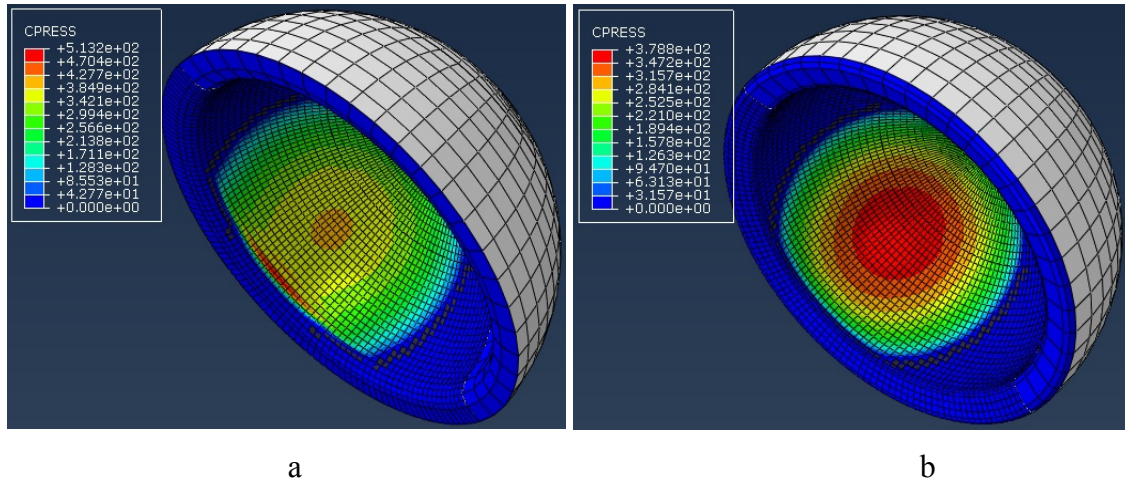 CPRESS
+5.132e+02
+4.704e+02
+4.277e+02
+3.849e+02
+3.421e+02
+2.994e+02
+2.566e+02
+2.138e+02
+1.711e+02
+1.283e+02
+8.553e+01
+4.277e+01
+0.000e+00
CPRESS
+3.788e+02
+3.472e+02
+3.157e+02
+2.841e+02
+2.525e+02
+2.210e+02
+1.894e+02
+1.578e+02
+1.263e+02
+9.470e+01
+6.313e+01
+3.157e+01
+0.000e+00
a
b